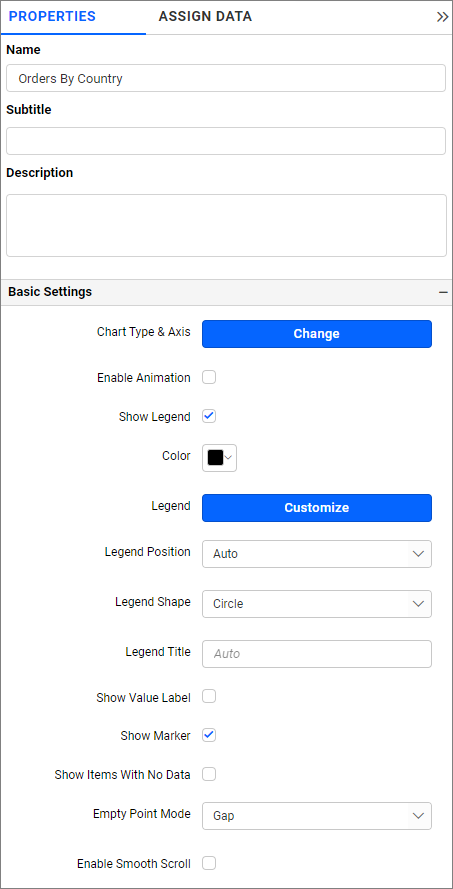 PROPERTIES ASSIGN DATA
Name
Orders By Country
Subtitle
Description
Basic Settings
Chart Type & Axis Change
Enable Animation
Show Legend
Color
Legend Customize
Legend Position Auto
Legend Shape Circle
Legend Title Auto
Show Value Label
Show Marker
Show Items With No Data
Empty Point Mode Gap
Enable Smooth Scroll